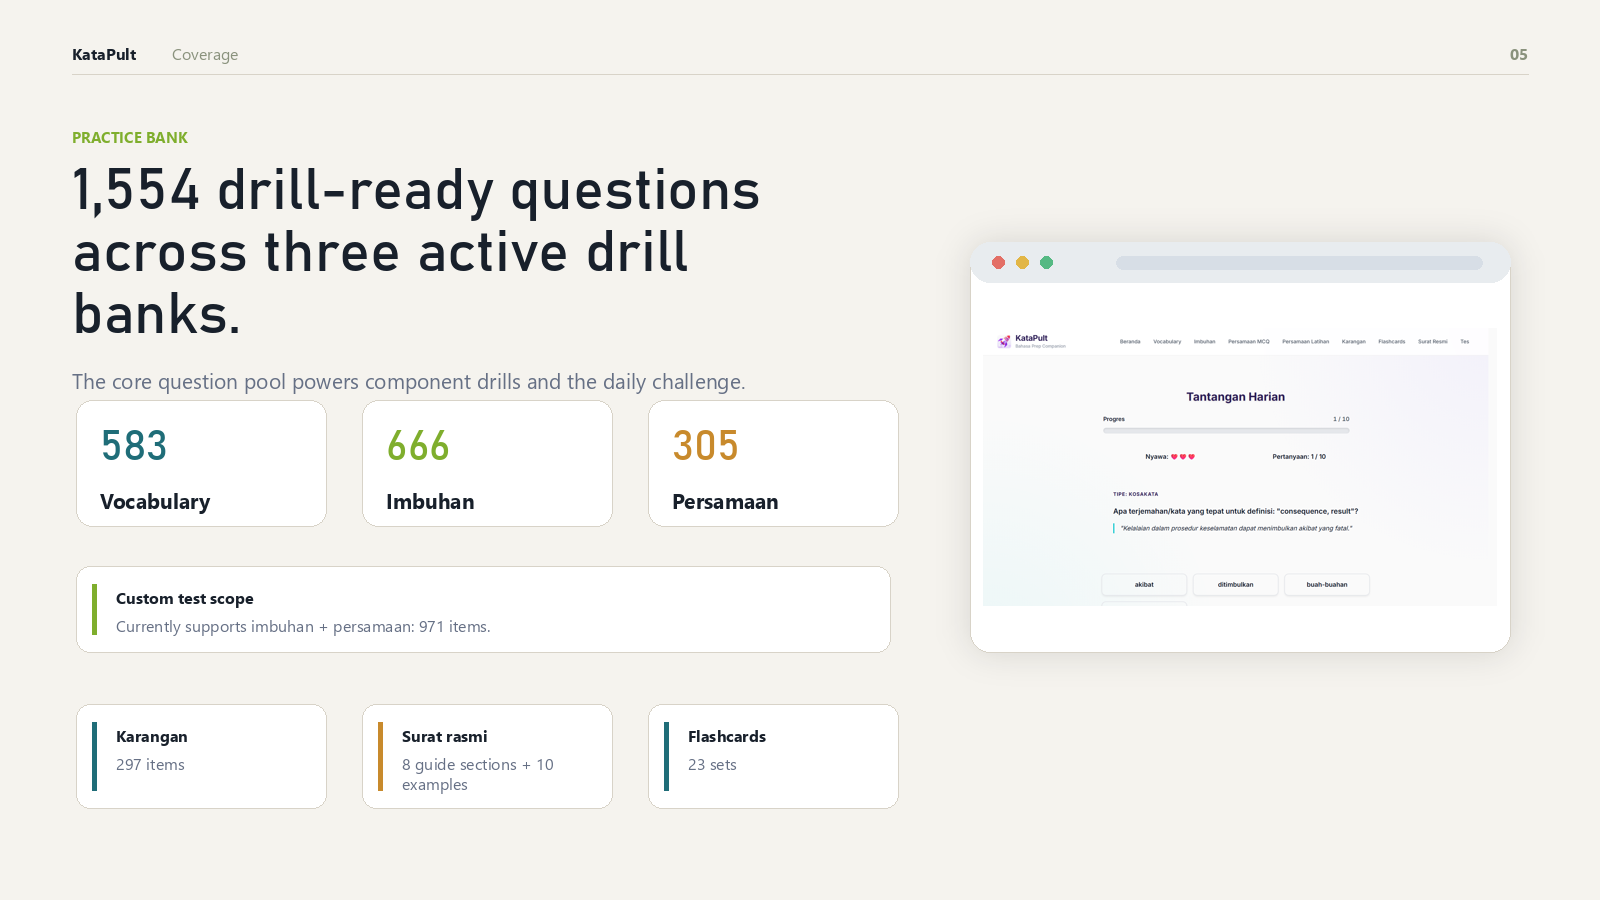 KataPult Coverage 05
PRACTICE BANK
1,554 drill-ready questions
across three active drill
banks.
The core question pool powers component drills and the daily challenge.
583
Vocabulary
666
Imbuhan
305
Persamaan
Custom test scope
Currently supports imbuhan + persamaan: 971 items.
Karangan
297 items
Surat rasmi
8 guide sections + 10
examples
Flashcards
23 sets
KataPult
Bahasa Prep Companion
Beranda Vocabulary Imbuhan Persamaan MCQ Persamaan Latihan Karangan Flashcards Surat Resmi Tes
Tantangan Harian
Progres 1 / 10
Nyawa: Pertanyaan: 1 / 10
TIPE: KOSAKATA
Apa terjemahan/kata yang tepat untuk definisi: "consequence, result"?
"Kelalaian dalam prosedur keselamatan dapat menimbulkan akibat yang fatal."
akibat ditimbulkan buah-buahan